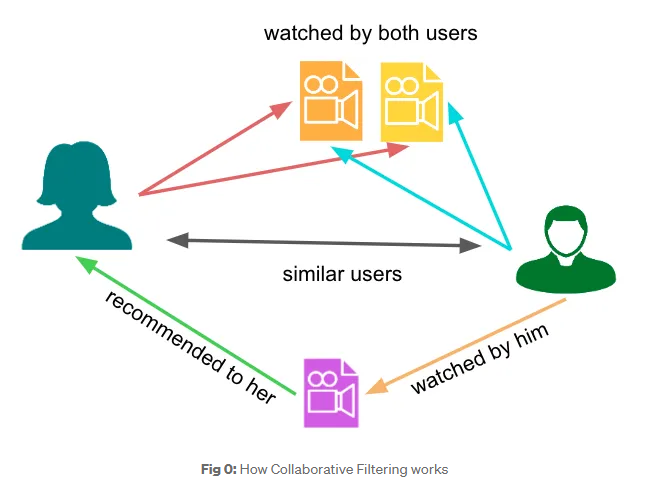 watched by both users
similar users
recommended to her
watched by him
Fig 0: How Collaborative Filtering works